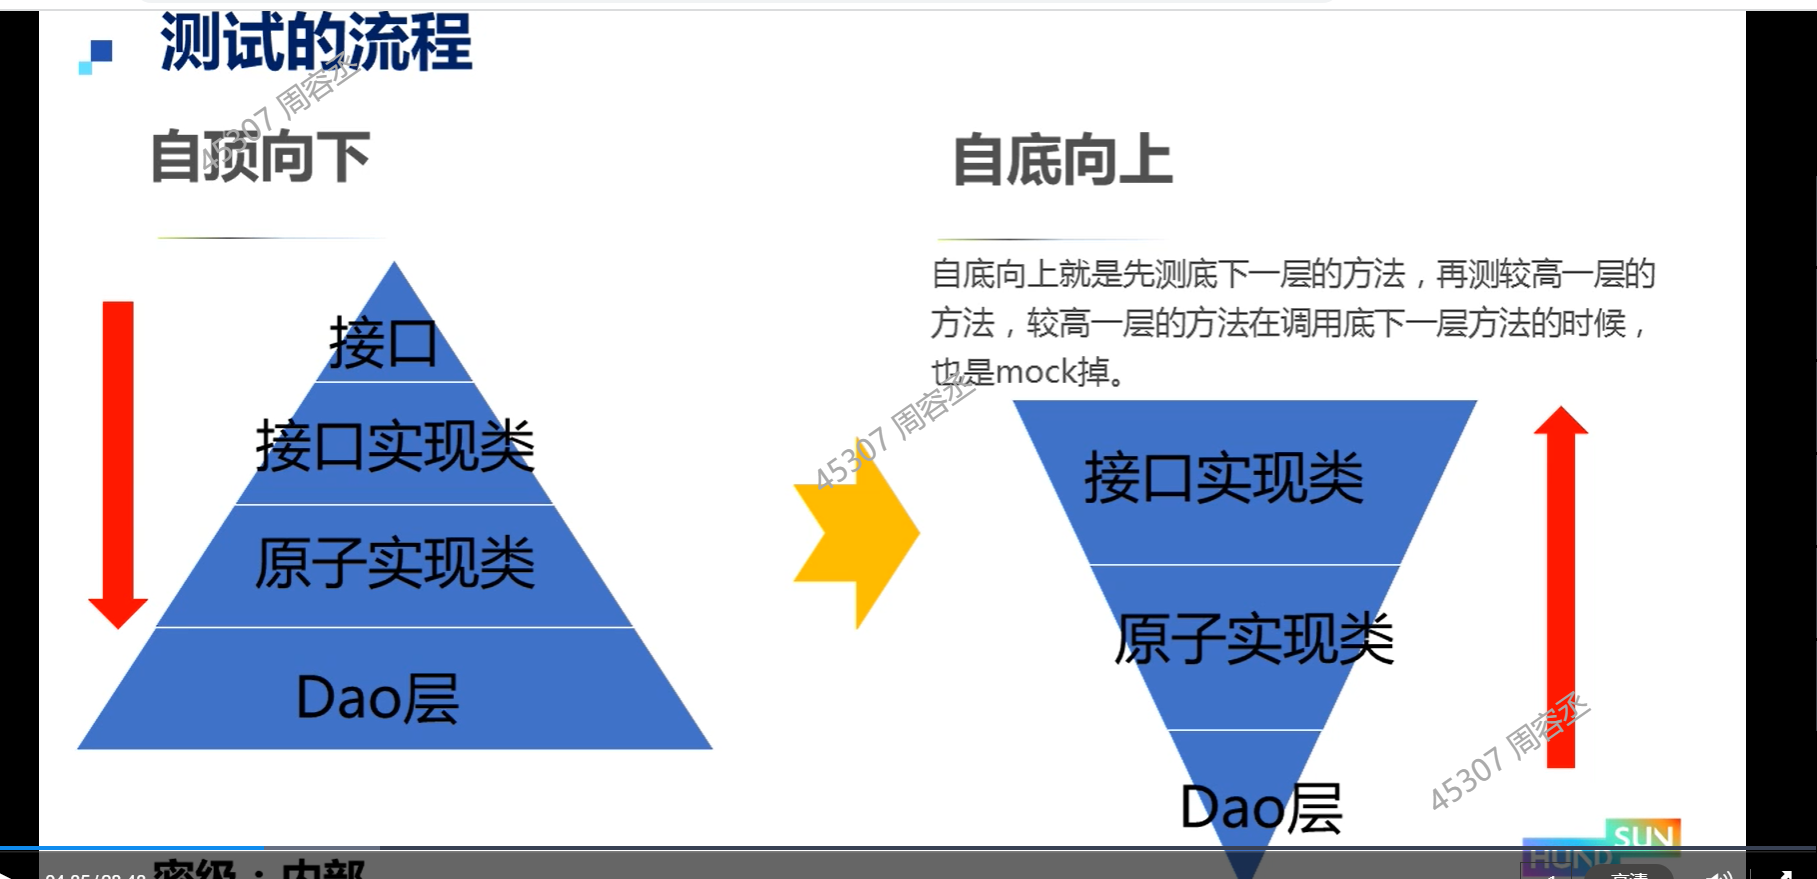 测试的流程
自顶向下
接口
接口实现类
原子实现类
Dao层
自底向上
自底向上就是先测底下一层的方法，再测较高一层的
方法，较高一层的方法在调用底下一层方法的时候，
也是mock掉。
接口实现类
原子实现类
Dao层
45307 周容丞
45307 周容丞
45307 周容丞
HUND
SUN
密级：内部
高清